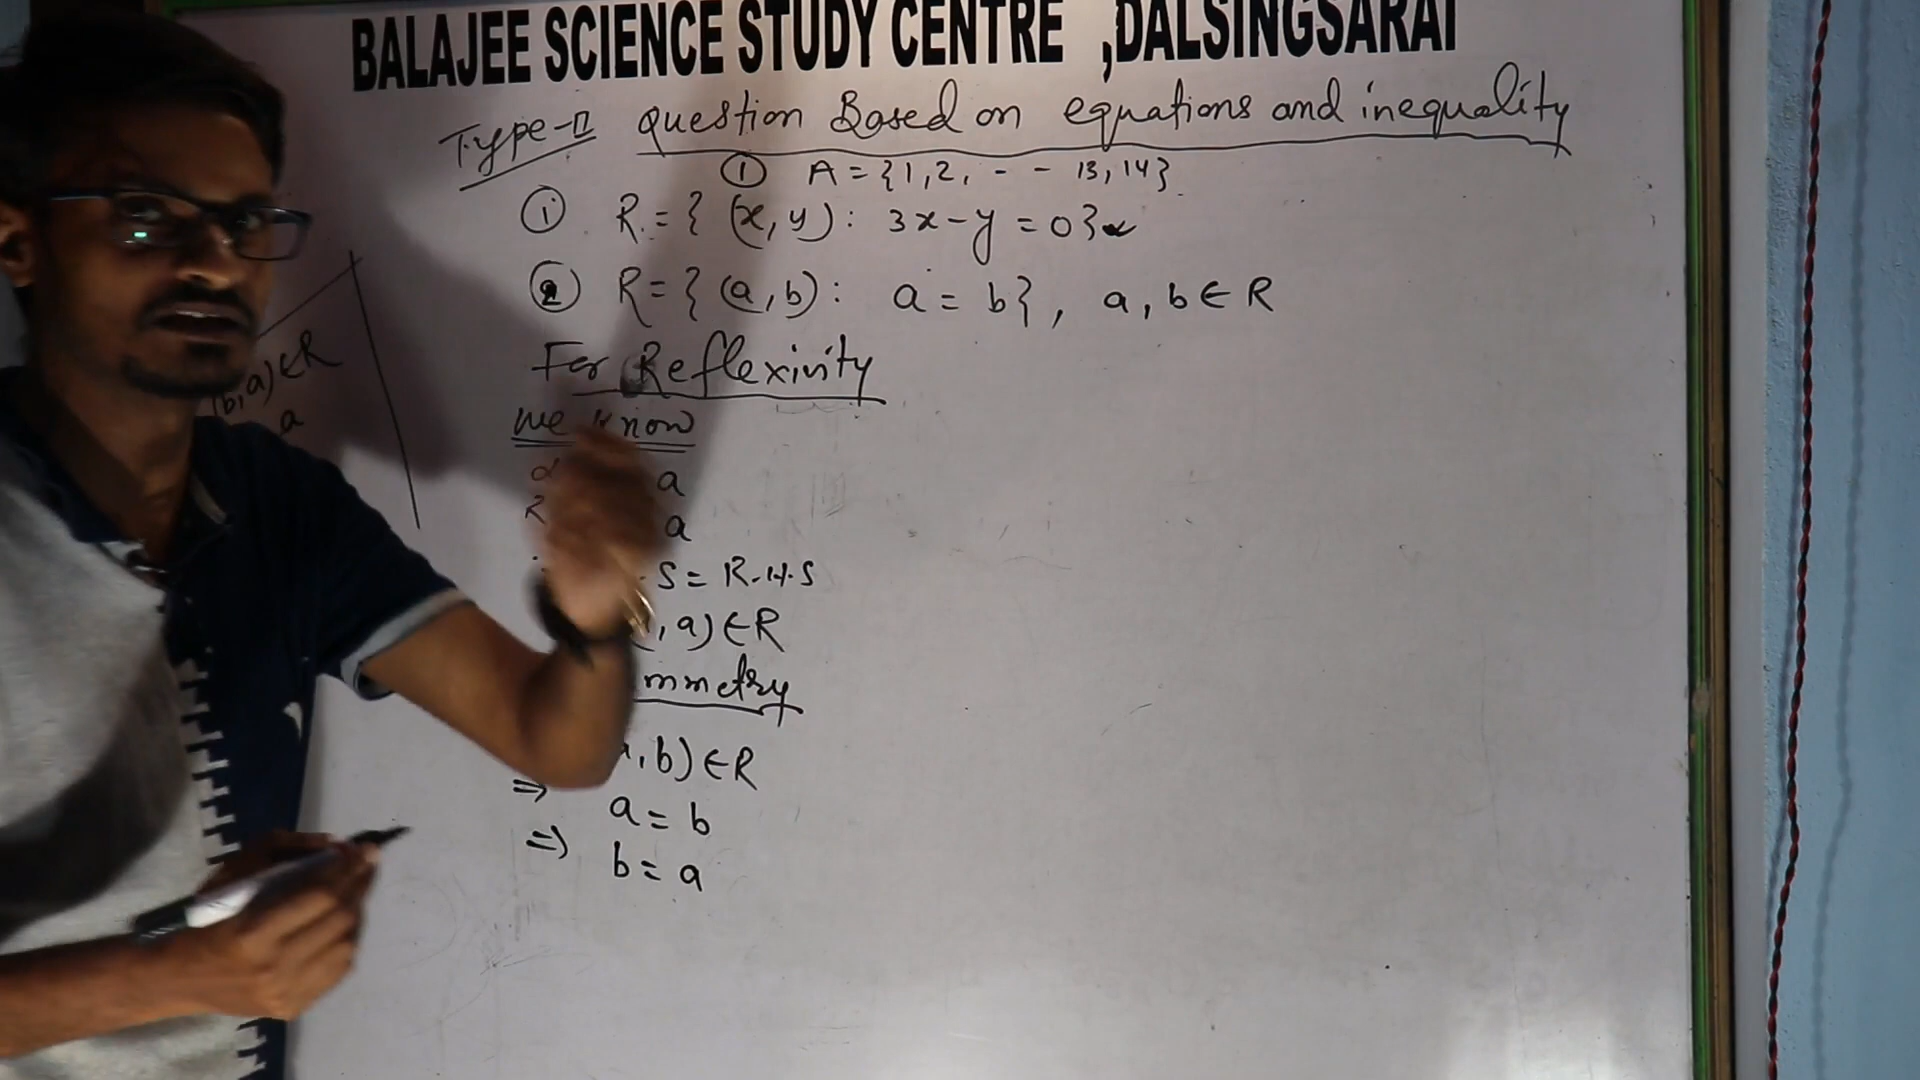 BALAJEE SCIENCE STUDY CENTRE ,DALSINGSARAI
Type-II Question Based on equations and inequality
① A = {1, 2, - - 13, 14}
① R = { (x, y) : 3x - y = 0}
② R = { (a, b) : a = b} , a, b ∈ R
For Reflexivity
we know
a
a
S = R.H.S
, a) ∈ R
mmetry
, b) ∈ R
⇒ a = b
⇒ b = a
b, a) ∈ R
a